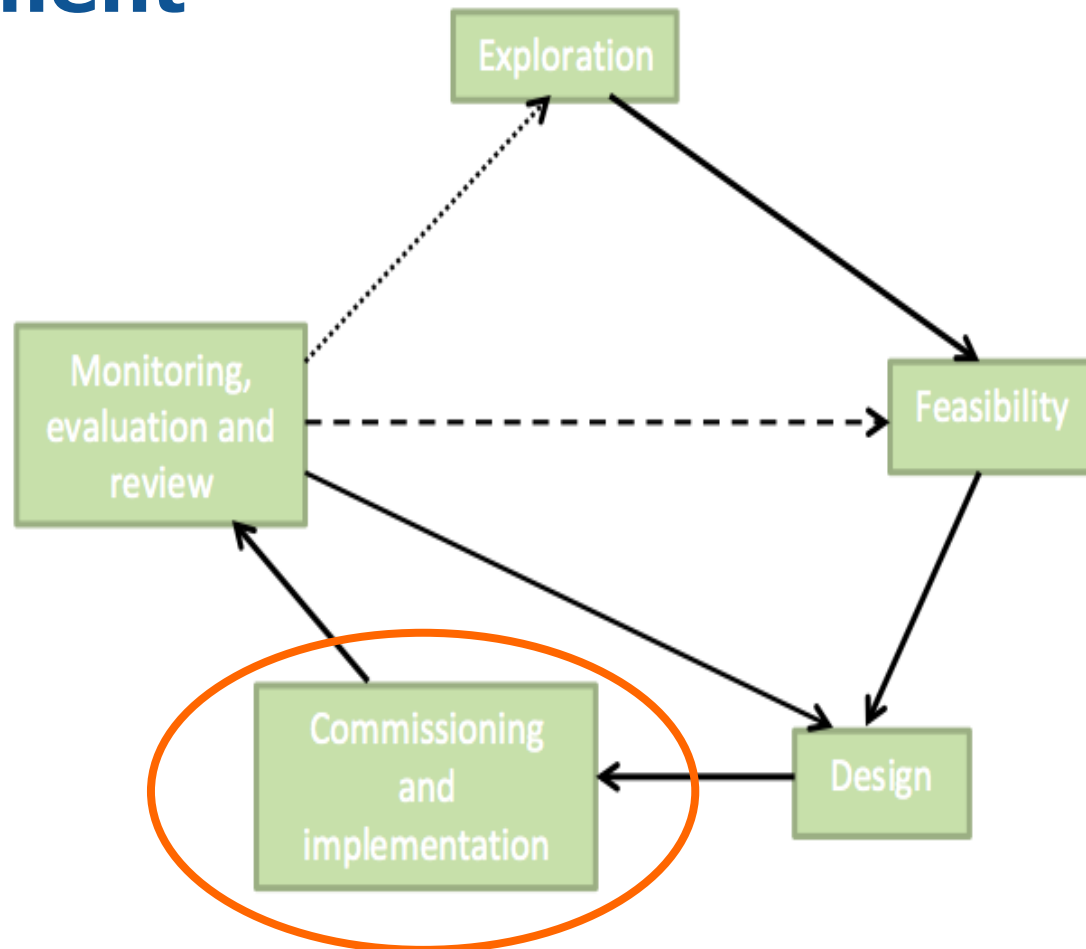 Exploration
Monitoring,
evaluation and
review
Feasibility
Commissioning
and
implementation
Design